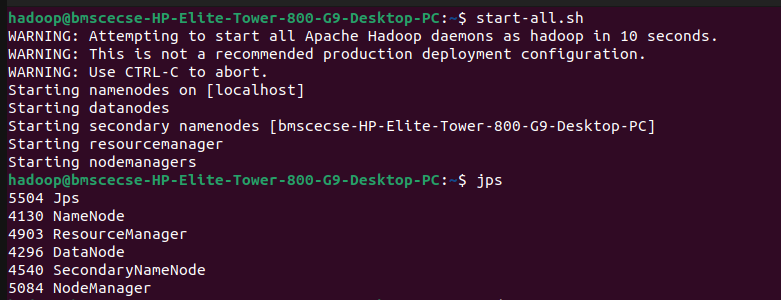 hadoop@bmscecse-HP-Elite-Tower-800-G9-Desktop-PC:~$ start-all.sh
WARNING: Attempting to start all Apache Hadoop daemons as hadoop in 10 seconds.
WARNING: This is not a recommended production deployment configuration.
WARNING: Use CTRL-C to abort.
Starting namenodes on [localhost]
Starting datanodes
Starting secondary namenodes [bmscecse-HP-Elite-Tower-800-G9-Desktop-PC]
Starting resourcemanager
Starting nodemanagers
hadoop@bmscecse-HP-Elite-Tower-800-G9-Desktop-PC:~$ jps
5504 Jps
4130 NameNode
4903 ResourceManager
4296 DataNode
4540 SecondaryNameNode
5084 NodeManager